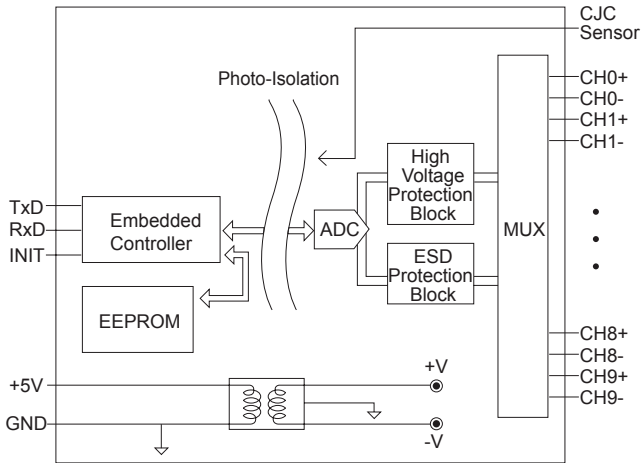 CJC
Sensor
Photo-Isolation
CH0+
CH0-
CH1+
CH1-
High
Voltage
Protection
Block
TxD
RxD
INIT
Embedded
Controller
ADC
MUX
ESD
Protection
Block
EEPROM
CH8+
CH8-
CH9+
CH9-
+5V
GND
+V
-V